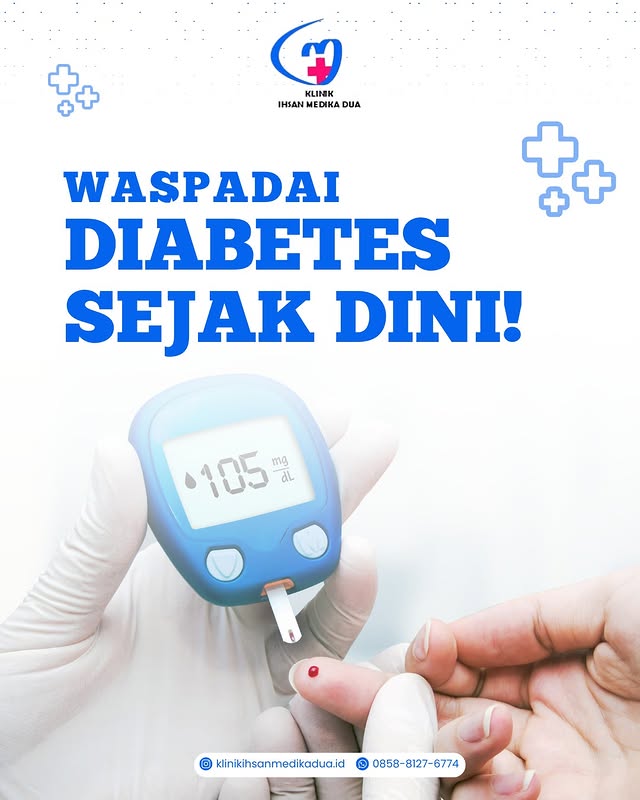 KLINIK
IHSAN MEDIKA DUA
WASPADAI
DIABETES
SEJAK DINI!
105 mg/dL
klinikihsanmedikadua.id 0858-8127-6774